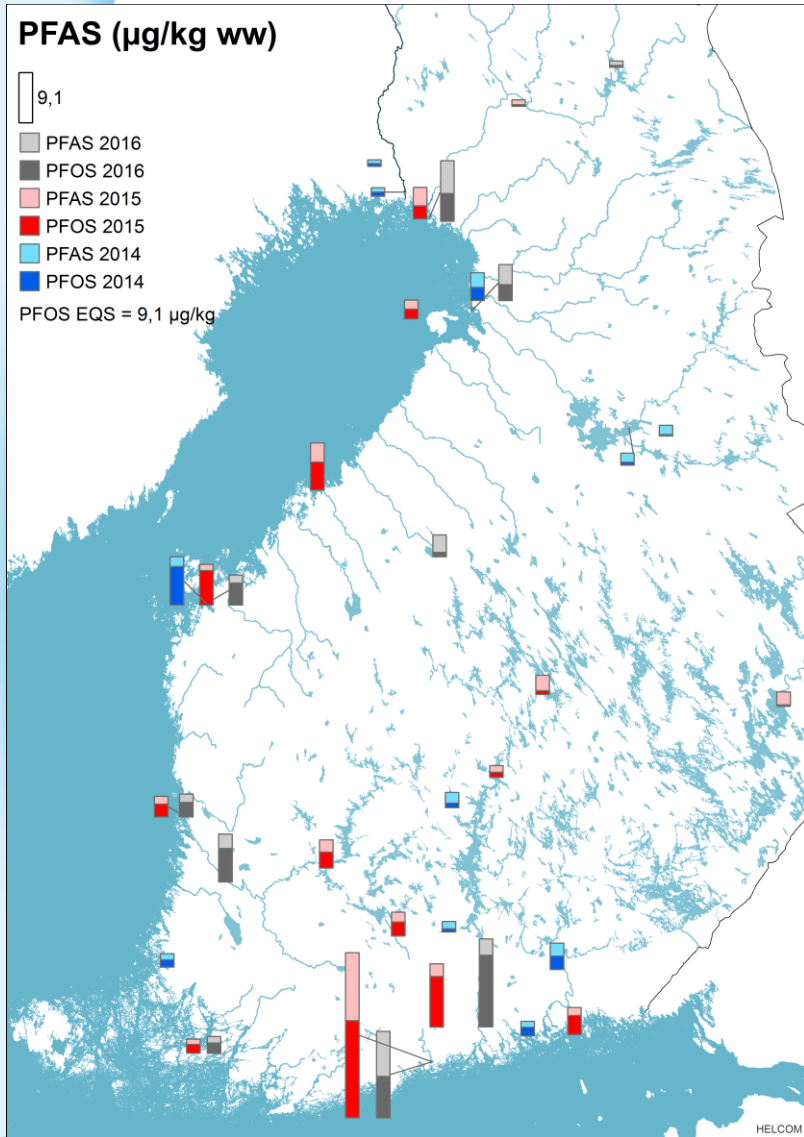 PFAS (µg/kg ww)
9,1
PFAS 2016
PFOS 2016
PFAS 2015
PFOS 2015
PFAS 2014
PFOS 2014
PFOS EQS = 9,1 µg/kg
HELCOM